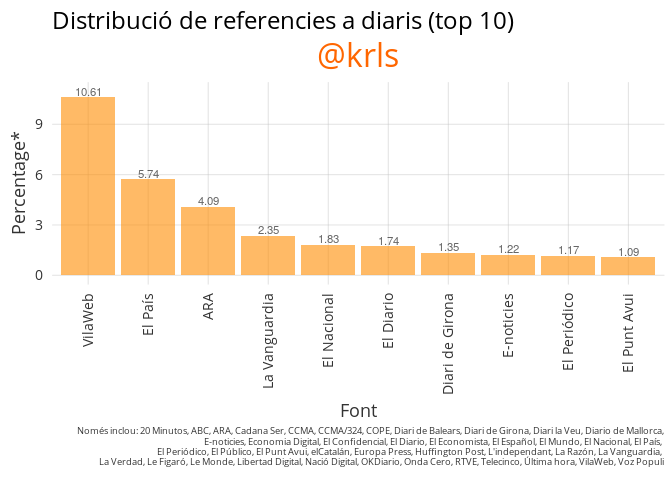 Distribució de referencies a diaris (top 10)
@krls
Percentage*
9
6
3
0
10.61
5.74
4.09
2.35
1.83
1.74
1.35
1.22
1.17
1.09
VilaWeb
El País
ARA
La Vanguardia
El Nacional
El Diario
Diari de Girona
E-noticies
El Periódico
El Punt Avui
Font
Només inclou: 20 Minutos, ABC, ARA, Cadana Ser, CCMA, CCMA/324, COPE, Diari de Balears, Diari de Girona, Diari la Veu, Diario de Mallorca,
E-noticies, Economia Digital, El Confidencial, El Diario, El Economista, El Español, El Mundo, El Nacional, El País,
El Periódico, El Público, El Punt Avui, elCatalán, Europa Press, Huffington Post, L'independant, La Razón, La Vanguardia,
La Verdad, Le Figaró, Le Monde, Libertad Digital, Nació Digital, OKDiario, Onda Cero, RTVE, Telecinco, Última hora, VilaWeb, Voz Populi